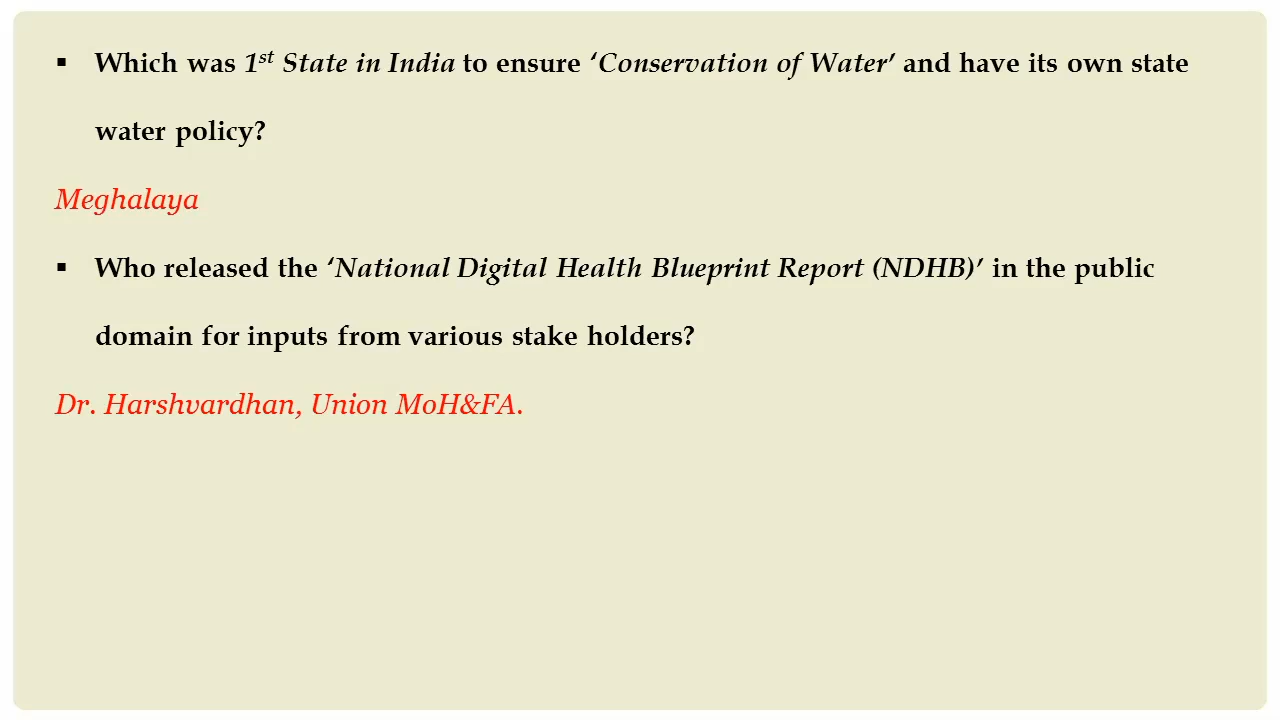 ▪ Which was 1st State in India to ensure ‘Conservation of Water’ and have its own state
water policy?
Meghalaya
▪ Who released the ‘National Digital Health Blueprint Report (NDHB)’ in the public
domain for inputs from various stake holders?
Dr. Harshvardhan, Union MoH&FA.